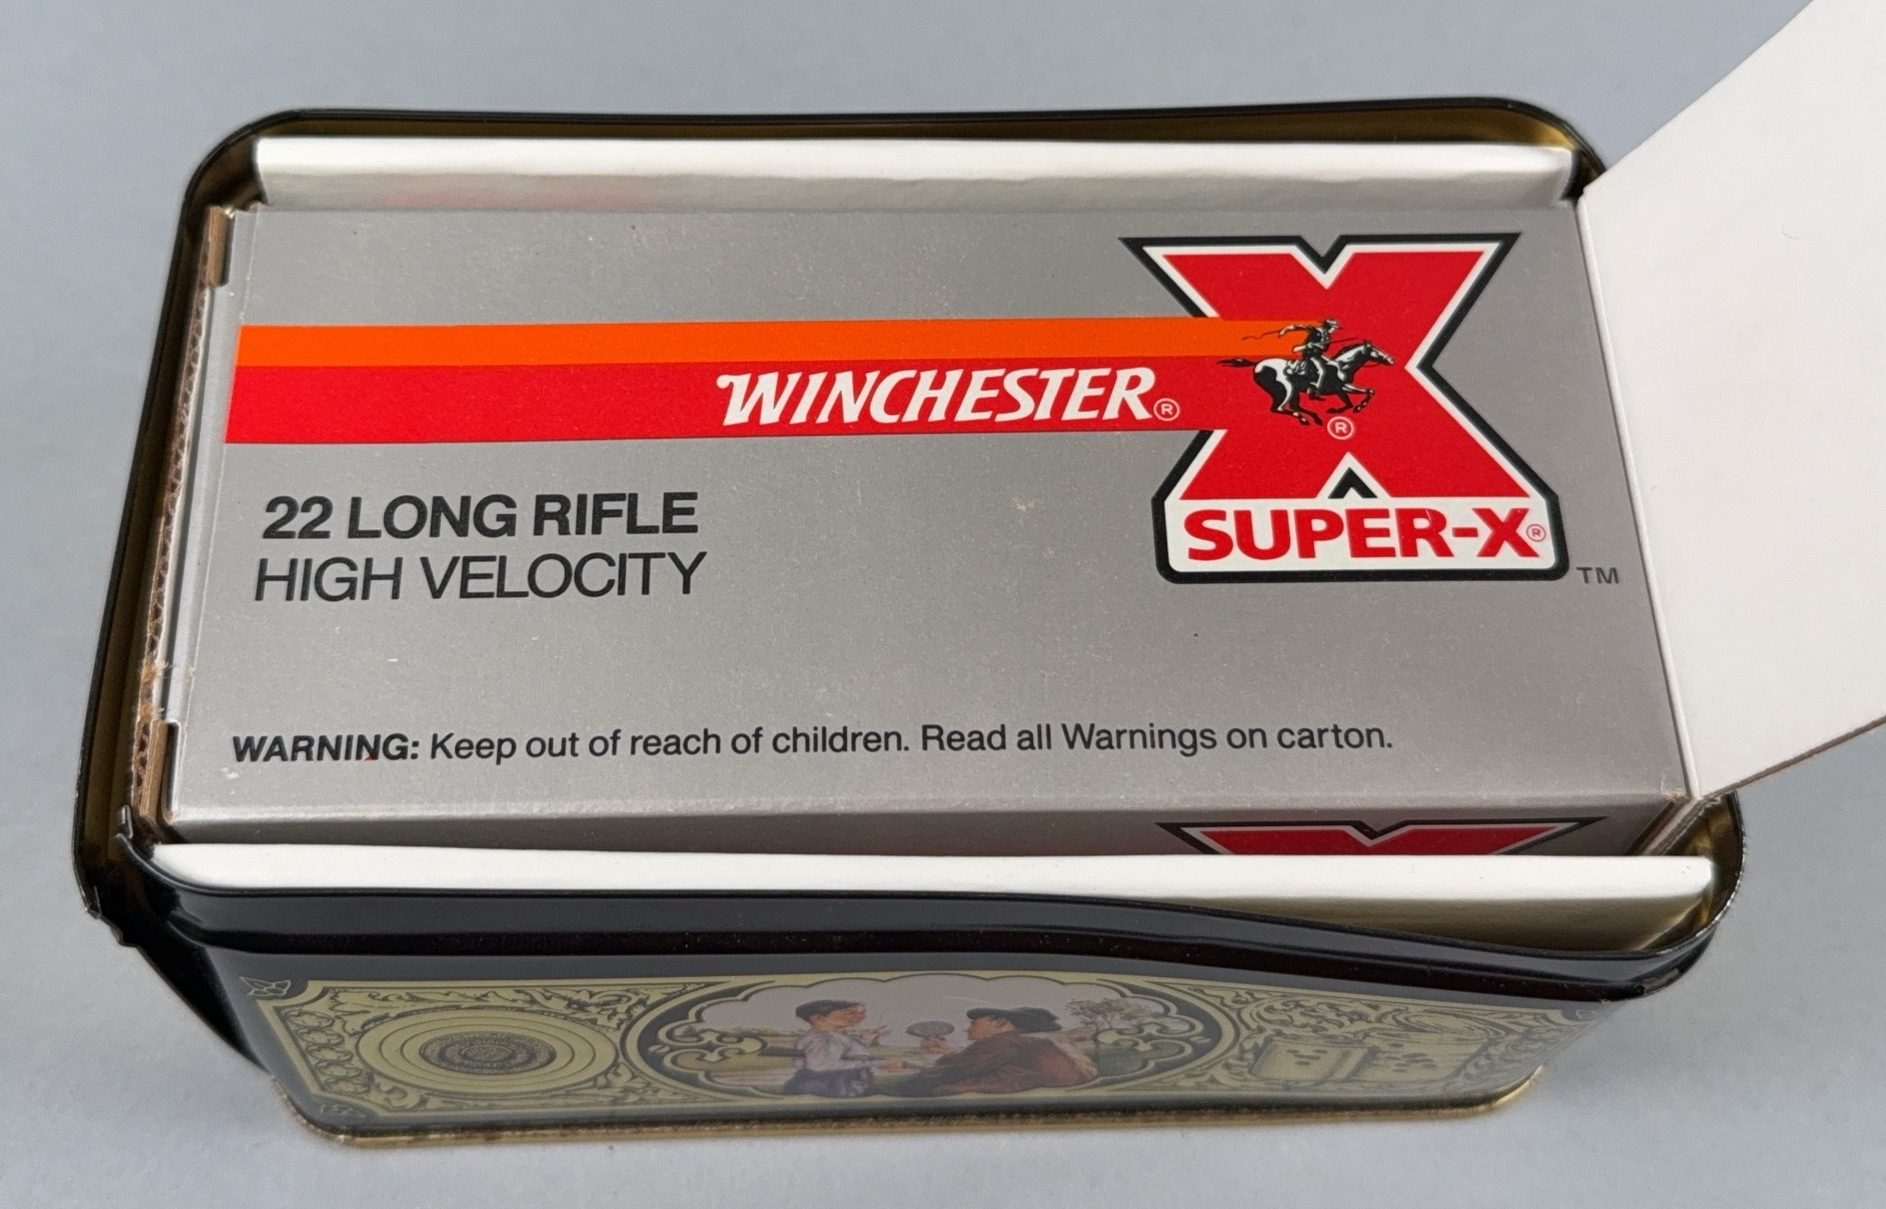 X
WINCHESTER®
®
SUPER-X®
TM
22 LONG RIFLE
HIGH VELOCITY
WARNING: Keep out of reach of children. Read all Warnings on carton.